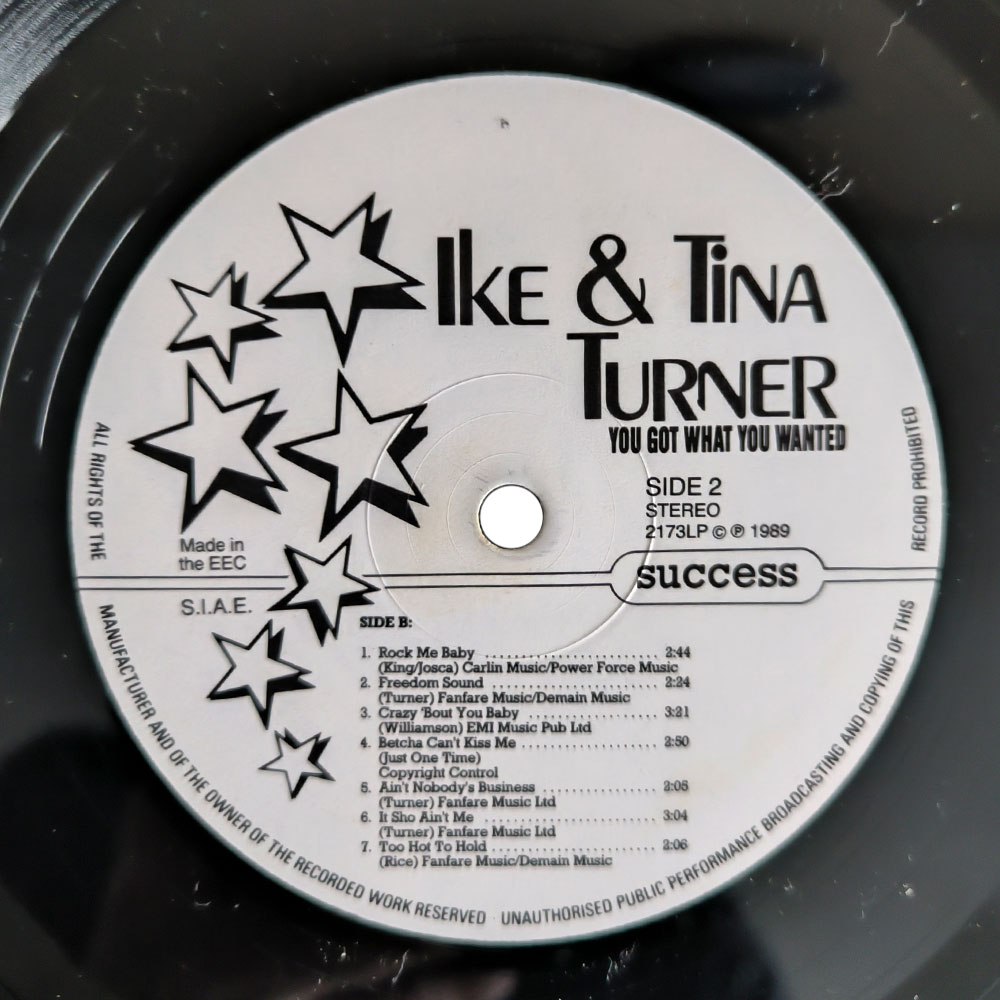 IKE & TINA
TURNER
YOU GOT WHAT YOU WANTED
SIDE 2
STEREO
2173LP © ℗ 1989
success
Made in
the EEC
S.I.A.E.
SIDE B:
1. Rock Me Baby .................... 2:44
(King/Josca) Carlin Music/Power Force Music
2. Freedom Sound .................... 2:24
(Turner) Fanfare Music/Demain Music
3. Crazy 'Bout You Baby .................... 3:21
(Williamson) EMI Music Pub Ltd
4. Betcha Can't Kiss Me .................... 2:50
(Just One Time)
Copyright Control
5. Ain't Nobody's Business .................... 2:05
(Turner) Fanfare Music Ltd
6. It Sho Ain't Me .................... 3:04
(Turner) Fanfare Music Ltd
7. Too Hot To Hold .................... 2:06
(Rice) Fanfare Music/Demain Music
ALL RIGHTS OF THE MANUFACTURER AND OF THE OWNER OF THE RECORDED WORK RESERVED · UNAUTHORISED PUBLIC PERFORMANCE BROADCASTING AND COPYING OF THIS RECORD PROHIBITED